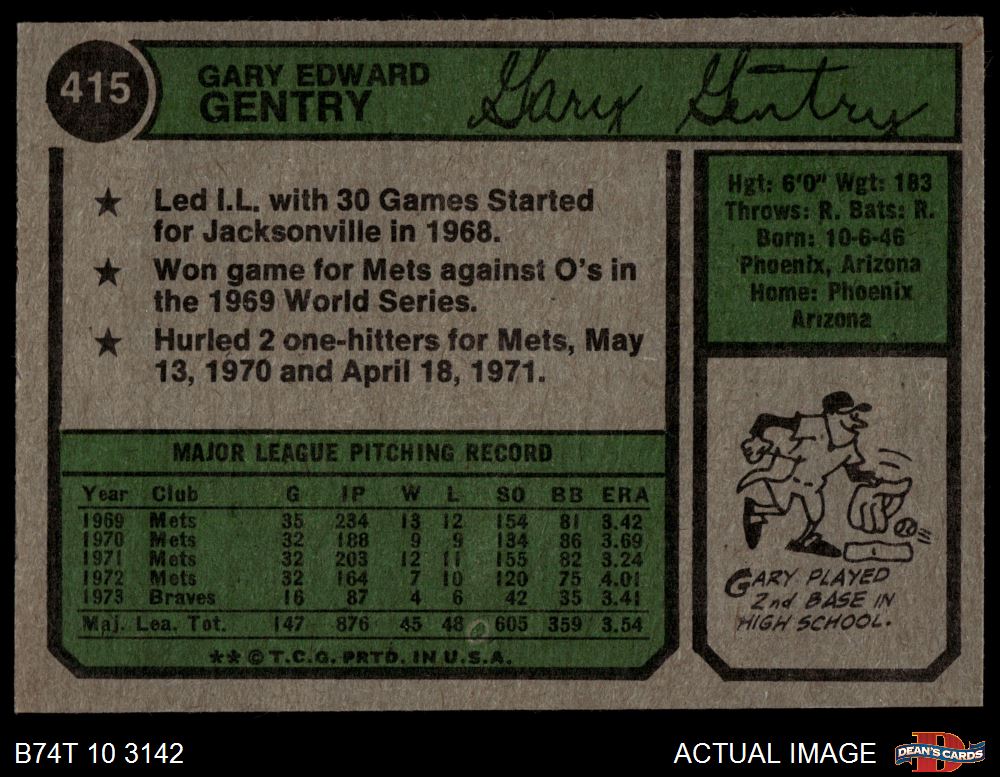 415
GARY EDWARD
GENTRY
Gary Gentry
★ Led I.L. with 30 Games Started
for Jacksonville in 1968.
★ Won game for Mets against O's in
the 1969 World Series.
★ Hurled 2 one-hitters for Mets, May
13, 1970 and April 18, 1971.
Hgt: 6'0" Wgt: 183
Throws: R. Bats: R.
Born: 10-6-46
Phoenix, Arizona
Home: Phoenix
Arizona
MAJOR LEAGUE PITCHING RECORD
Year Club G IP W L SO BB ERA
1969 Mets 35 234 13 12 154 81 3.42
1970 Mets 32 188 9 9 134 86 3.69
1971 Mets 32 203 12 11 155 82 3.24
1972 Mets 32 164 7 10 120 75 4.01
1973 Braves 16 87 4 6 42 35 3.41
Maj. Lea. Tot. 147 876 45 48 605 359 3.54
★★ © T.C.G. PRTD. IN U.S.A.
GARY PLAYED
2nd BASE IN
HIGH SCHOOL.
B74T 10 3142
ACTUAL IMAGE
D
DEAN'S CARDS